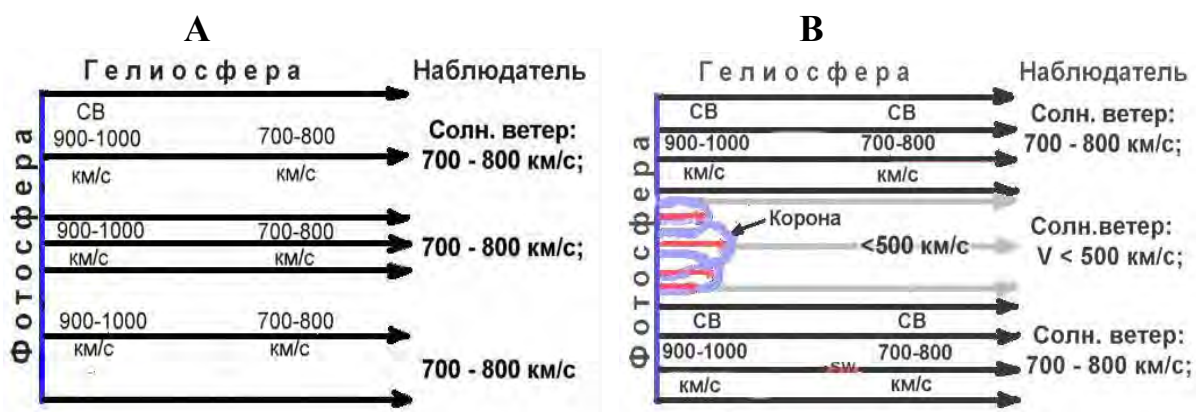 A
Гелиосфера
Наблюдатель
Фотосфера
СВ
900-1000
700-800
км/с
км/с
Солн. ветер:
700 - 800 км/с;
900-1000
700-800
км/с
км/с
700-800 км/с;
900-1000
700-800
км/с
км/с
700 - 800 км/с
B
Гелиосфера
Наблюдатель
Фотосфера
СВ
СВ
900-1000
700-800
км/с
км/с
Солн. ветер:
700 - 800 км/с;
Корона
<500 км/с
Солн.ветер:
V < 500 км/с;
СВ
СВ
900-1000
700-800
SW
км/с
км/с
Солн. ветер:
700 - 800 км/с;